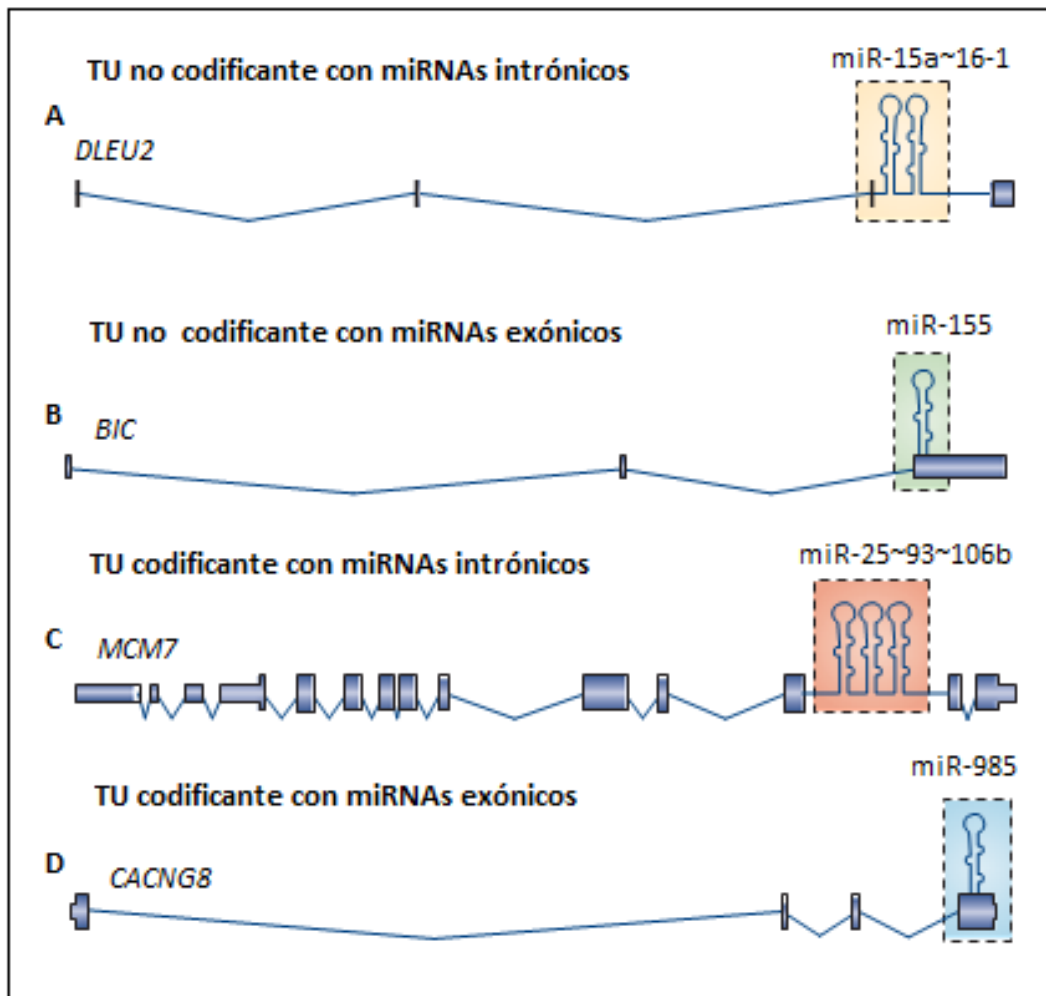 TU no codificante con miRNAs intrónicos
miR-15a~16-1
A
DLEU2
TU no codificante con miRNAs exónicos
miR-155
B
BIC
TU codificante con miRNAs intrónicos
miR-25~93~106b
C
MCM7
TU codificante con miRNAs exónicos
miR-985
D
CACNG8